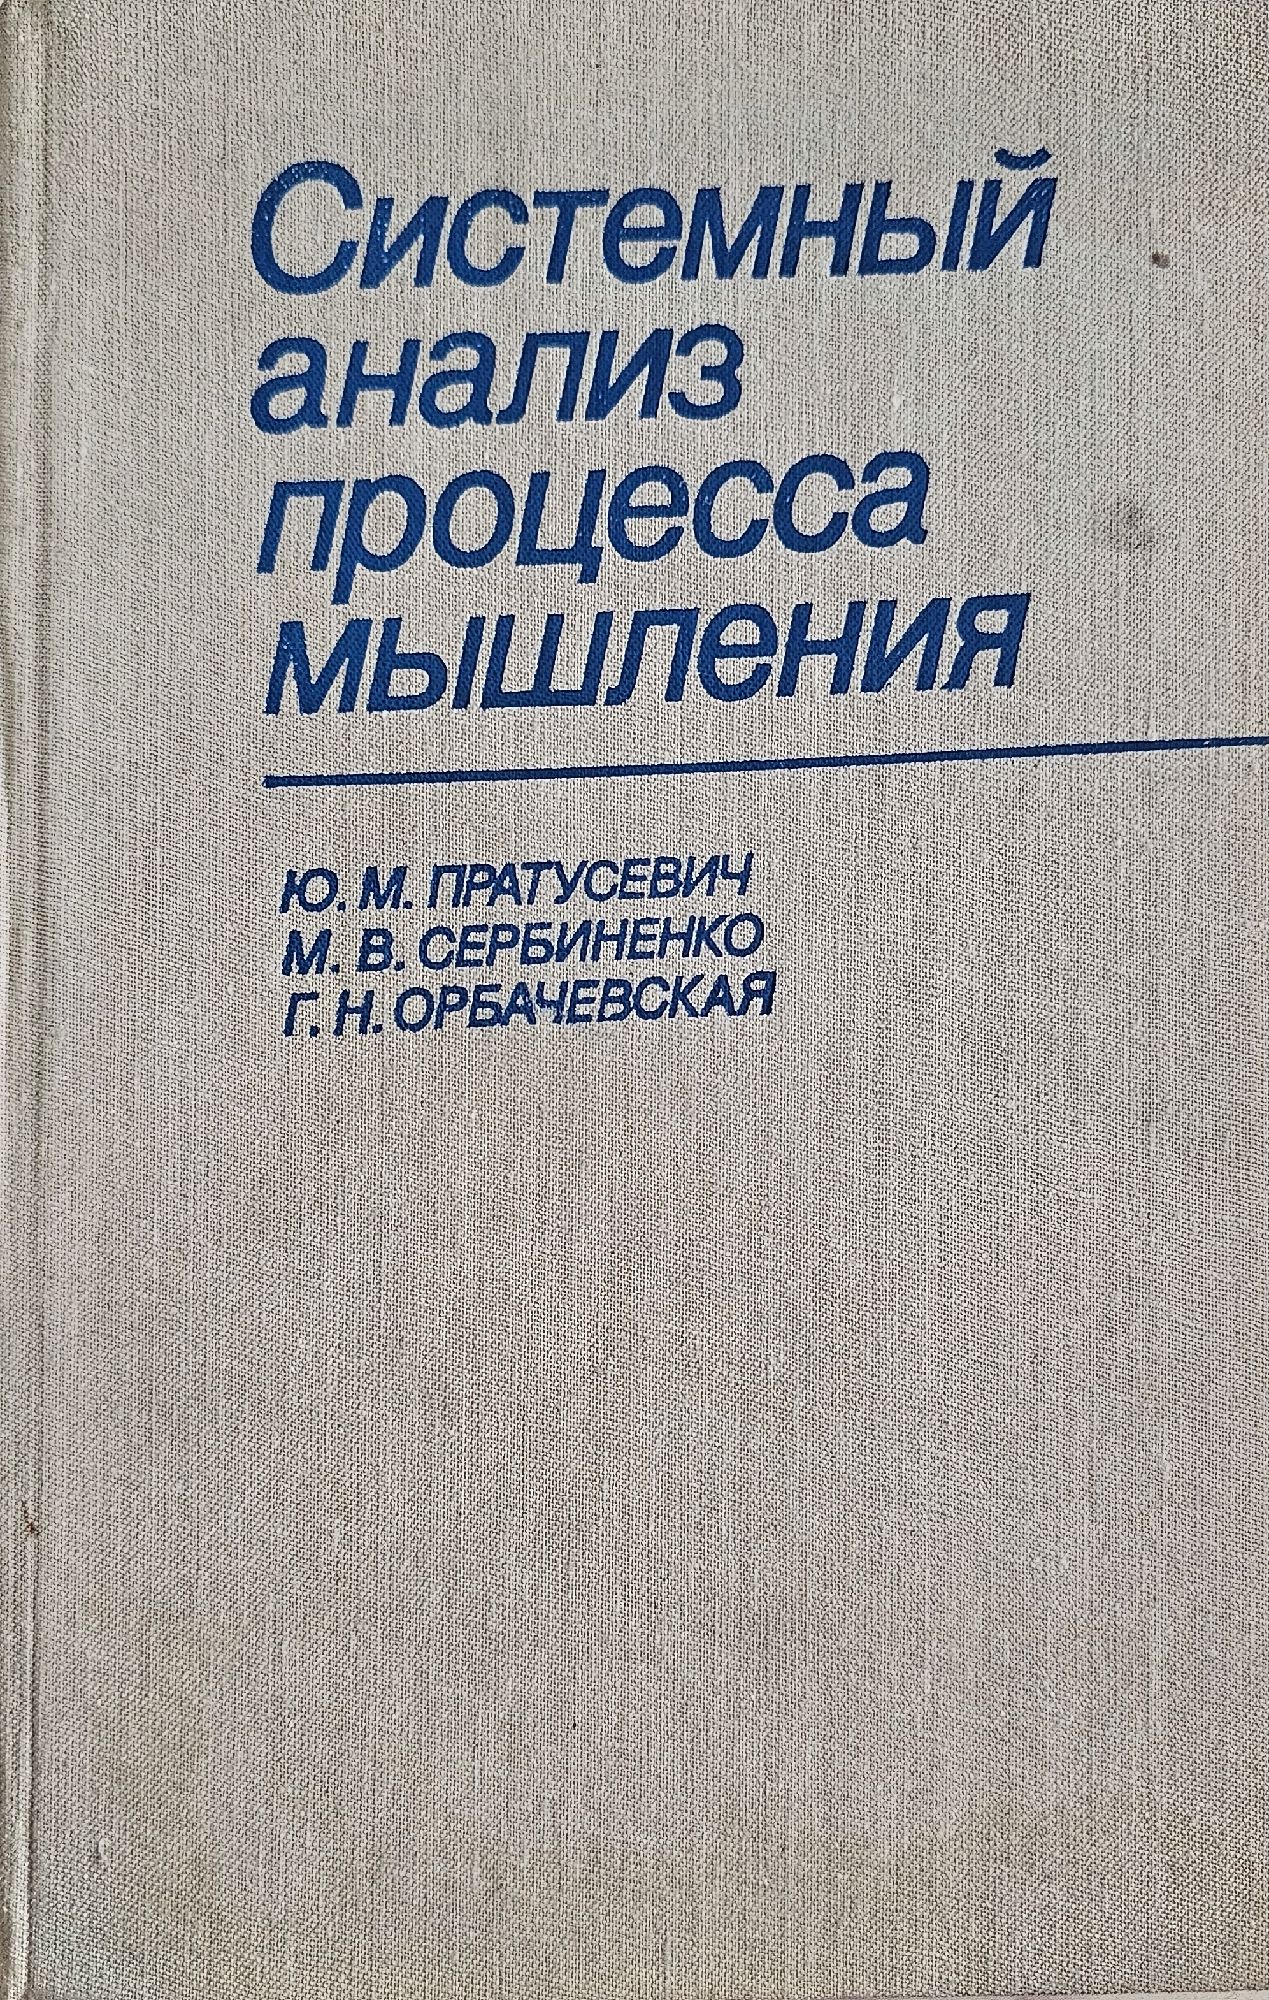 Системный
анализ
процесса
мышления
Ю. М. ПРАТУСЕВИЧ
М. В. СЕРБИНЕНКО
Г. Н. ОРБАЧЕВСКАЯ